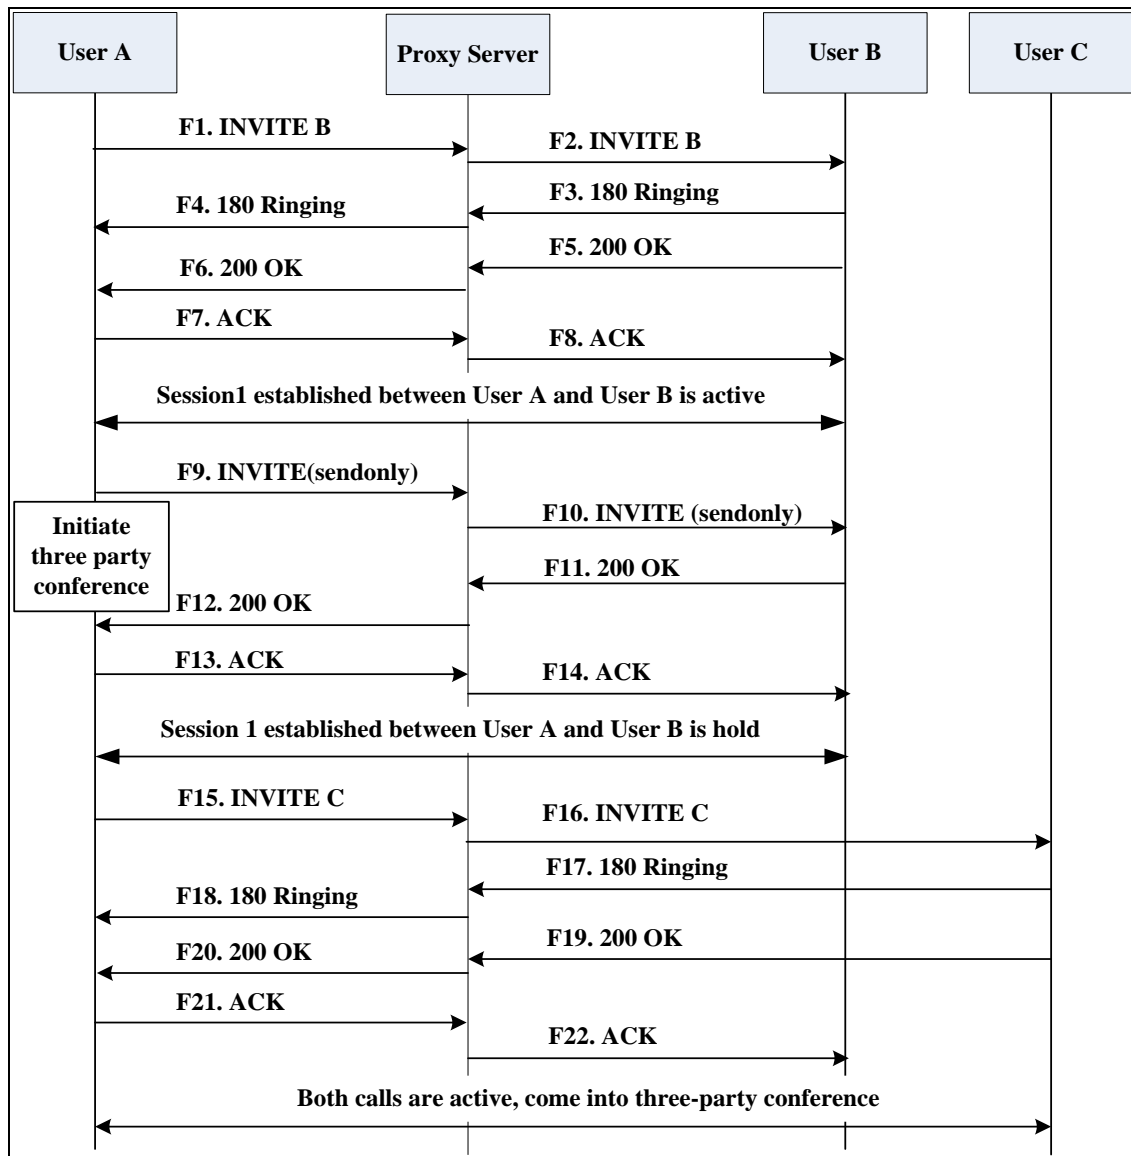 User A
Proxy Server
User B
User C
F1. INVITE B
F2. INVITE B
F3. 180 Ringing
F4. 180 Ringing
F5. 200 OK
F6. 200 OK
F7. ACK
F8. ACK
Session1 established between User A and User B is active
F9. INVITE(sendonly)
Initiate
three party
conference
F10. INVITE (sendonly)
F11. 200 OK
F12. 200 OK
F13. ACK
F14. ACK
Session 1 established between User A and User B is hold
F15. INVITE C
F16. INVITE C
F17. 180 Ringing
F18. 180 Ringing
F19. 200 OK
F20. 200 OK
F21. ACK
F22. ACK
Both calls are active, come into three-party conference